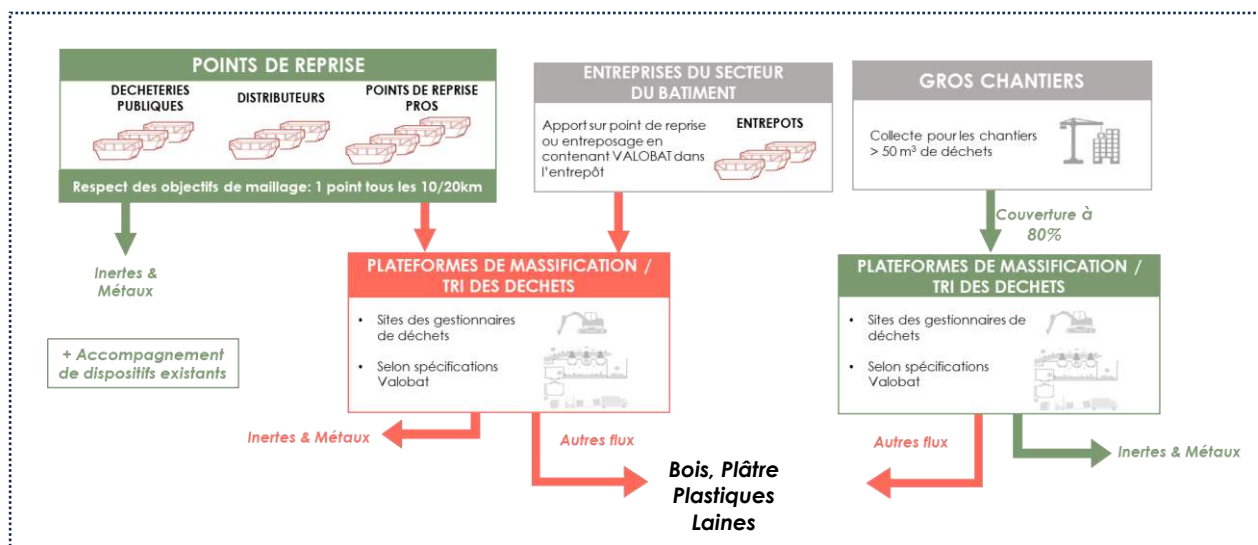 POINTS DE REPRISE
DECHETERIES
PUBLIQUES
DISTRIBUTEURS
POINTS DE REPRISE
PROS
Respect des objectifs de maillage: 1 point tous les 10/20km
ENTREPRISES DU SECTEUR
DU BATIMENT
Apport sur point de reprise
ou entreposage en
contenant VALOBAT dans
l'entrepôt
ENTREPOTS
GROS CHANTIERS
Collecte pour les chantiers
> 50 m³ de déchets
Inertes &
Métaux
Couverture à
80%
+ Accompagnement
de dispositifs existants
PLATEFORMES DE MASSIFICATION /
TRI DES DECHETS
• Sites des gestionnaires
de déchets
• Selon spécifications
Valobat
PLATEFORMES DE MASSIFICATION /
TRI DES DECHETS
• Sites des gestionnaires de
déchets
• Selon spécifications
Valobat
Inertes & Métaux
Autres flux
Bois, Plâtre
Plastiques
Laines
Autres flux
Inertes & Métaux